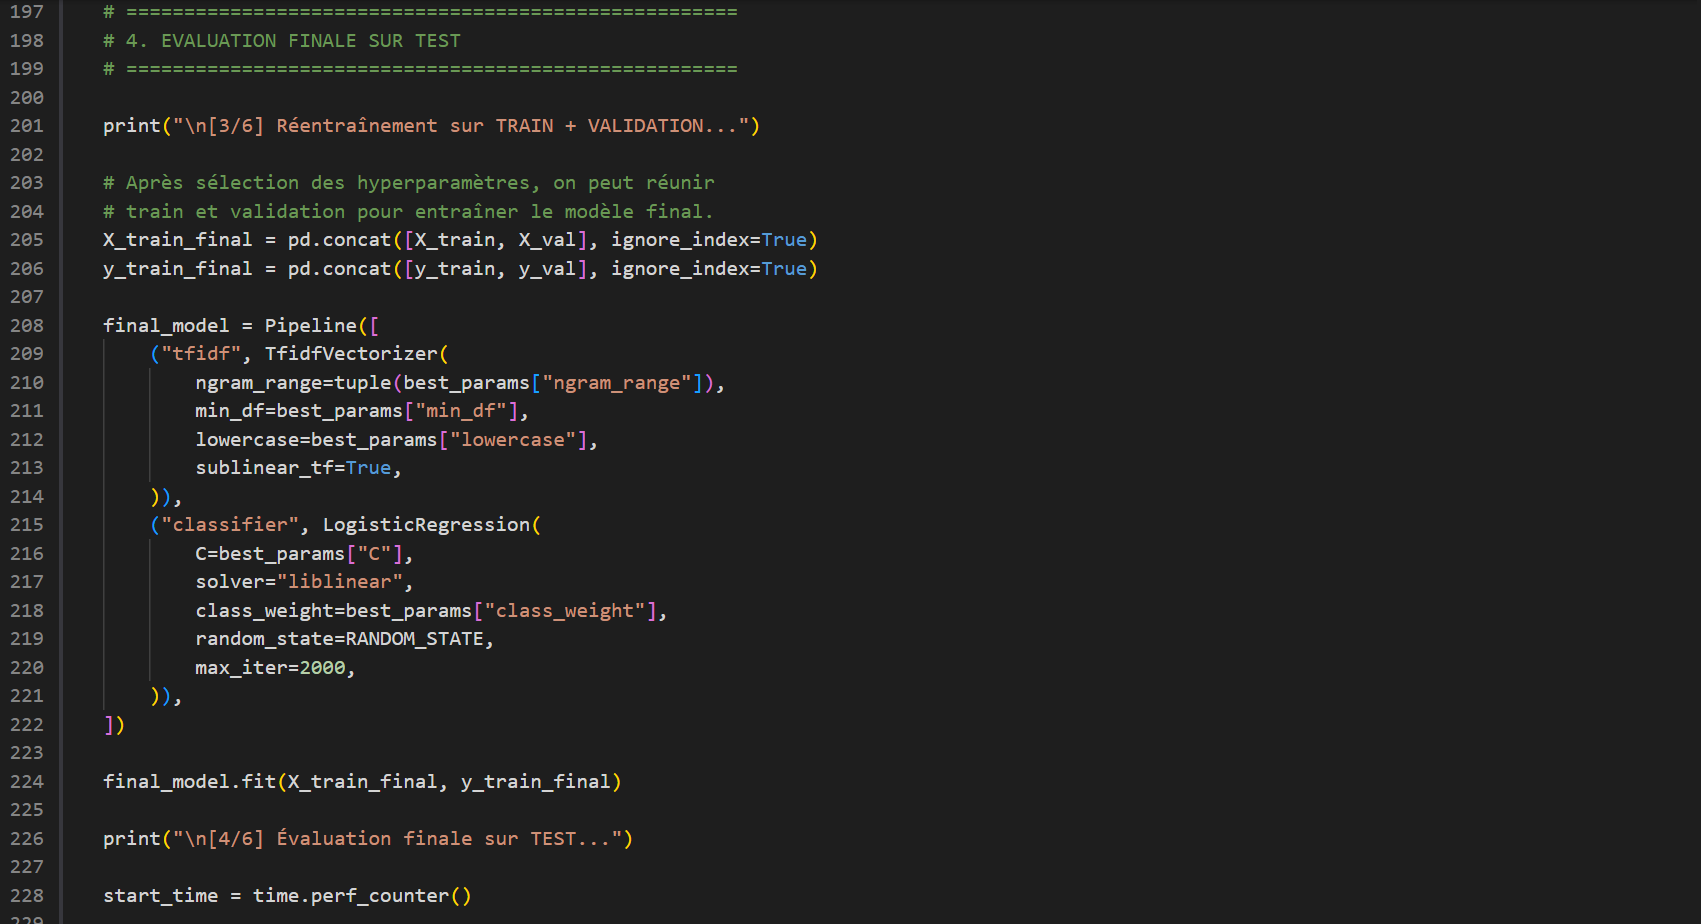 197 # =====================================================
198 # 4. EVALUATION FINALE SUR TEST
199 # =====================================================
200
201 print("\n[3/6] Réentraînement sur TRAIN + VALIDATION...")
202
203 # Après sélection des hyperparamètres, on peut réunir
204 # train et validation pour entraîner le modèle final.
205 X_train_final = pd.concat([X_train, X_val], ignore_index=True)
206 y_train_final = pd.concat([y_train, y_val], ignore_index=True)
207
208 final_model = Pipeline([
209     ("tfidf", TfidfVectorizer(
210         ngram_range=tuple(best_params["ngram_range"]),
211         min_df=best_params["min_df"],
212         lowercase=best_params["lowercase"],
213         sublinear_tf=True,
214     )),
215     ("classifier", LogisticRegression(
216         C=best_params["C"],
217         solver="liblinear",
218         class_weight=best_params["class_weight"],
219         random_state=RANDOM_STATE,
220         max_iter=2000,
221     )),
222 ])
223
224 final_model.fit(X_train_final, y_train_final)
225
226 print("\n[4/6] Évaluation finale sur TEST...")
227
228 start_time = time.perf_counter()
229